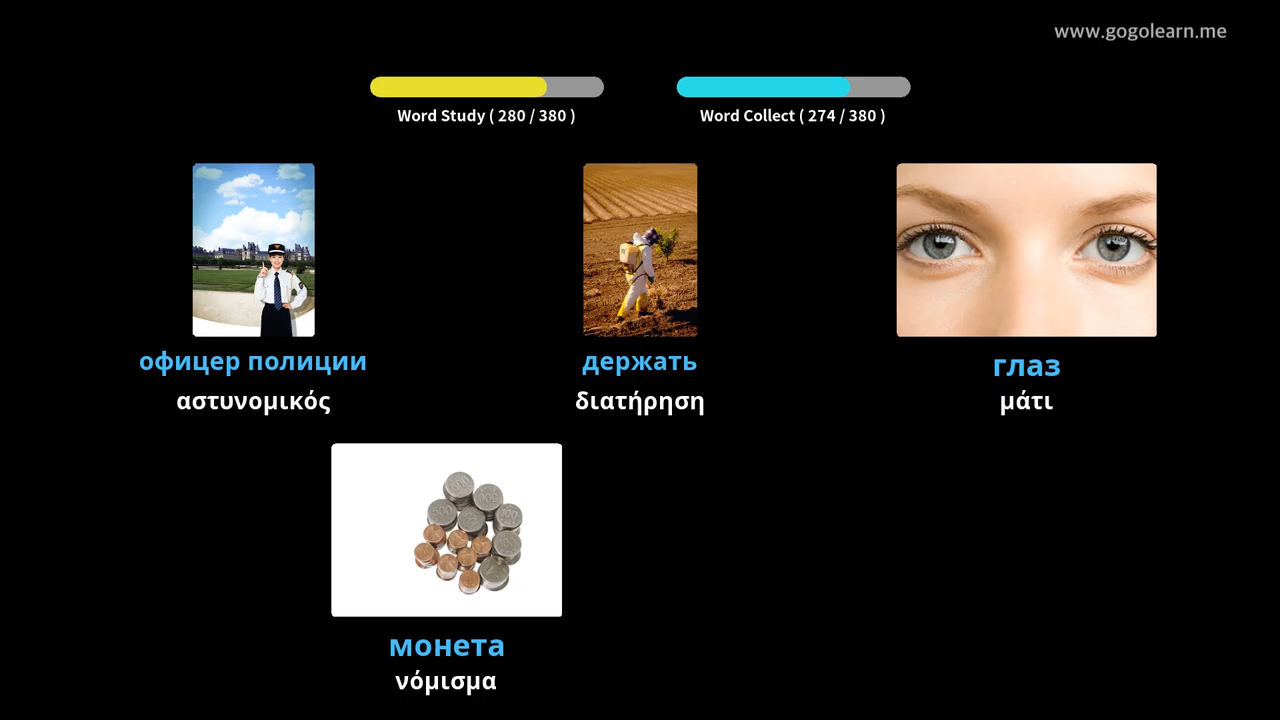 www.gogolearn.me
Word Study ( 280 / 380 )
Word Collect ( 274 / 380 )
офицер полиции
αστυνομικός
держать
διατήρηση
глаз
μάτι
монета
νόμισμα